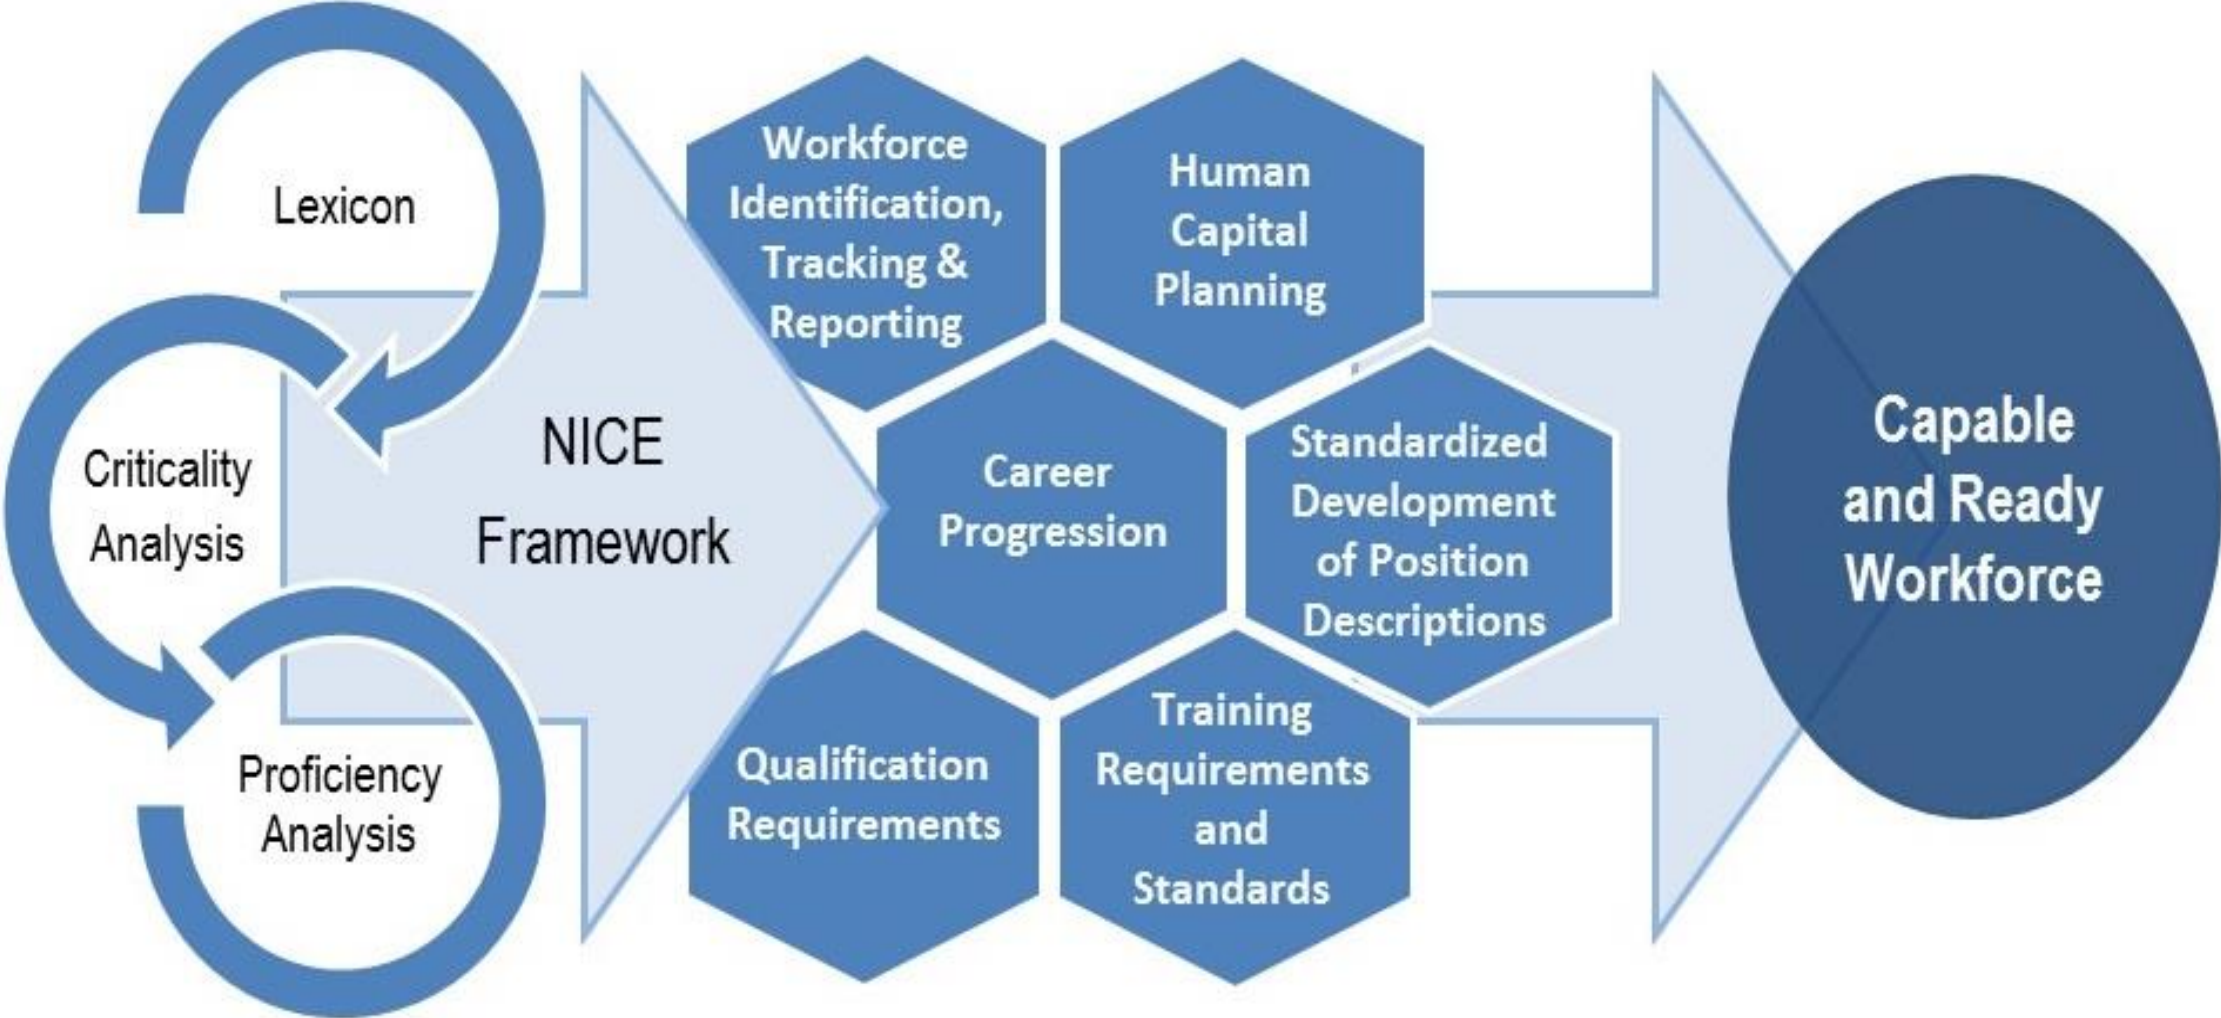 Lexicon
Criticality
Analysis
Proficiency
Analysis
NICE
Framework
Workforce
Identification,
Tracking &
Reporting
Human
Capital
Planning
Career
Progression
Standardized
Development
of Position
Descriptions
Qualification
Requirements
Training
Requirements
and
Standards
Capable
and Ready
Workforce